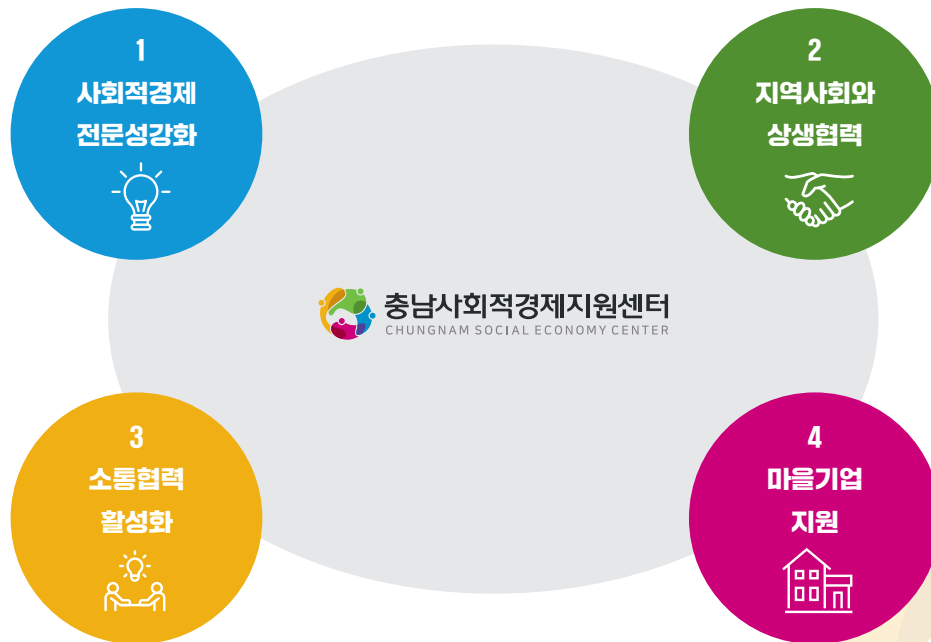 1
사회적경제
전문성강화
2
지역사회와
상생협력
충남사회적경제지원센터
CHUNGNAM SOCIAL ECONOMY CENTER
3
소통협력
활성화
4
마을기업
지원